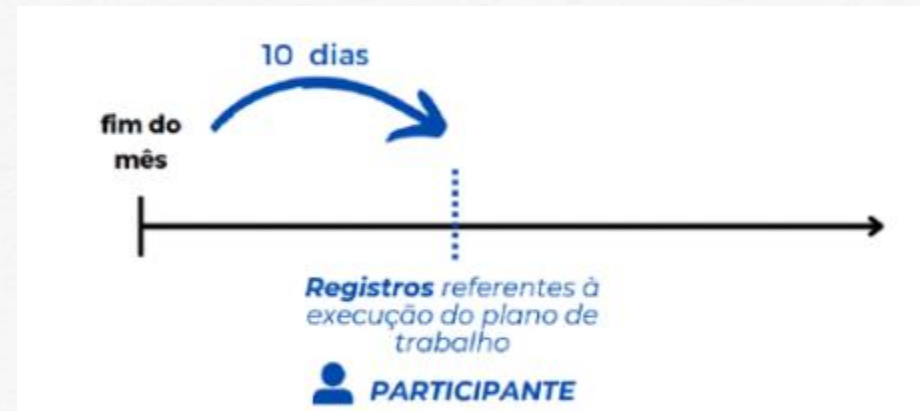 10 dias
fim do
mês
Registros referentes à
execução do plano de
trabalho
PARTICIPANTE